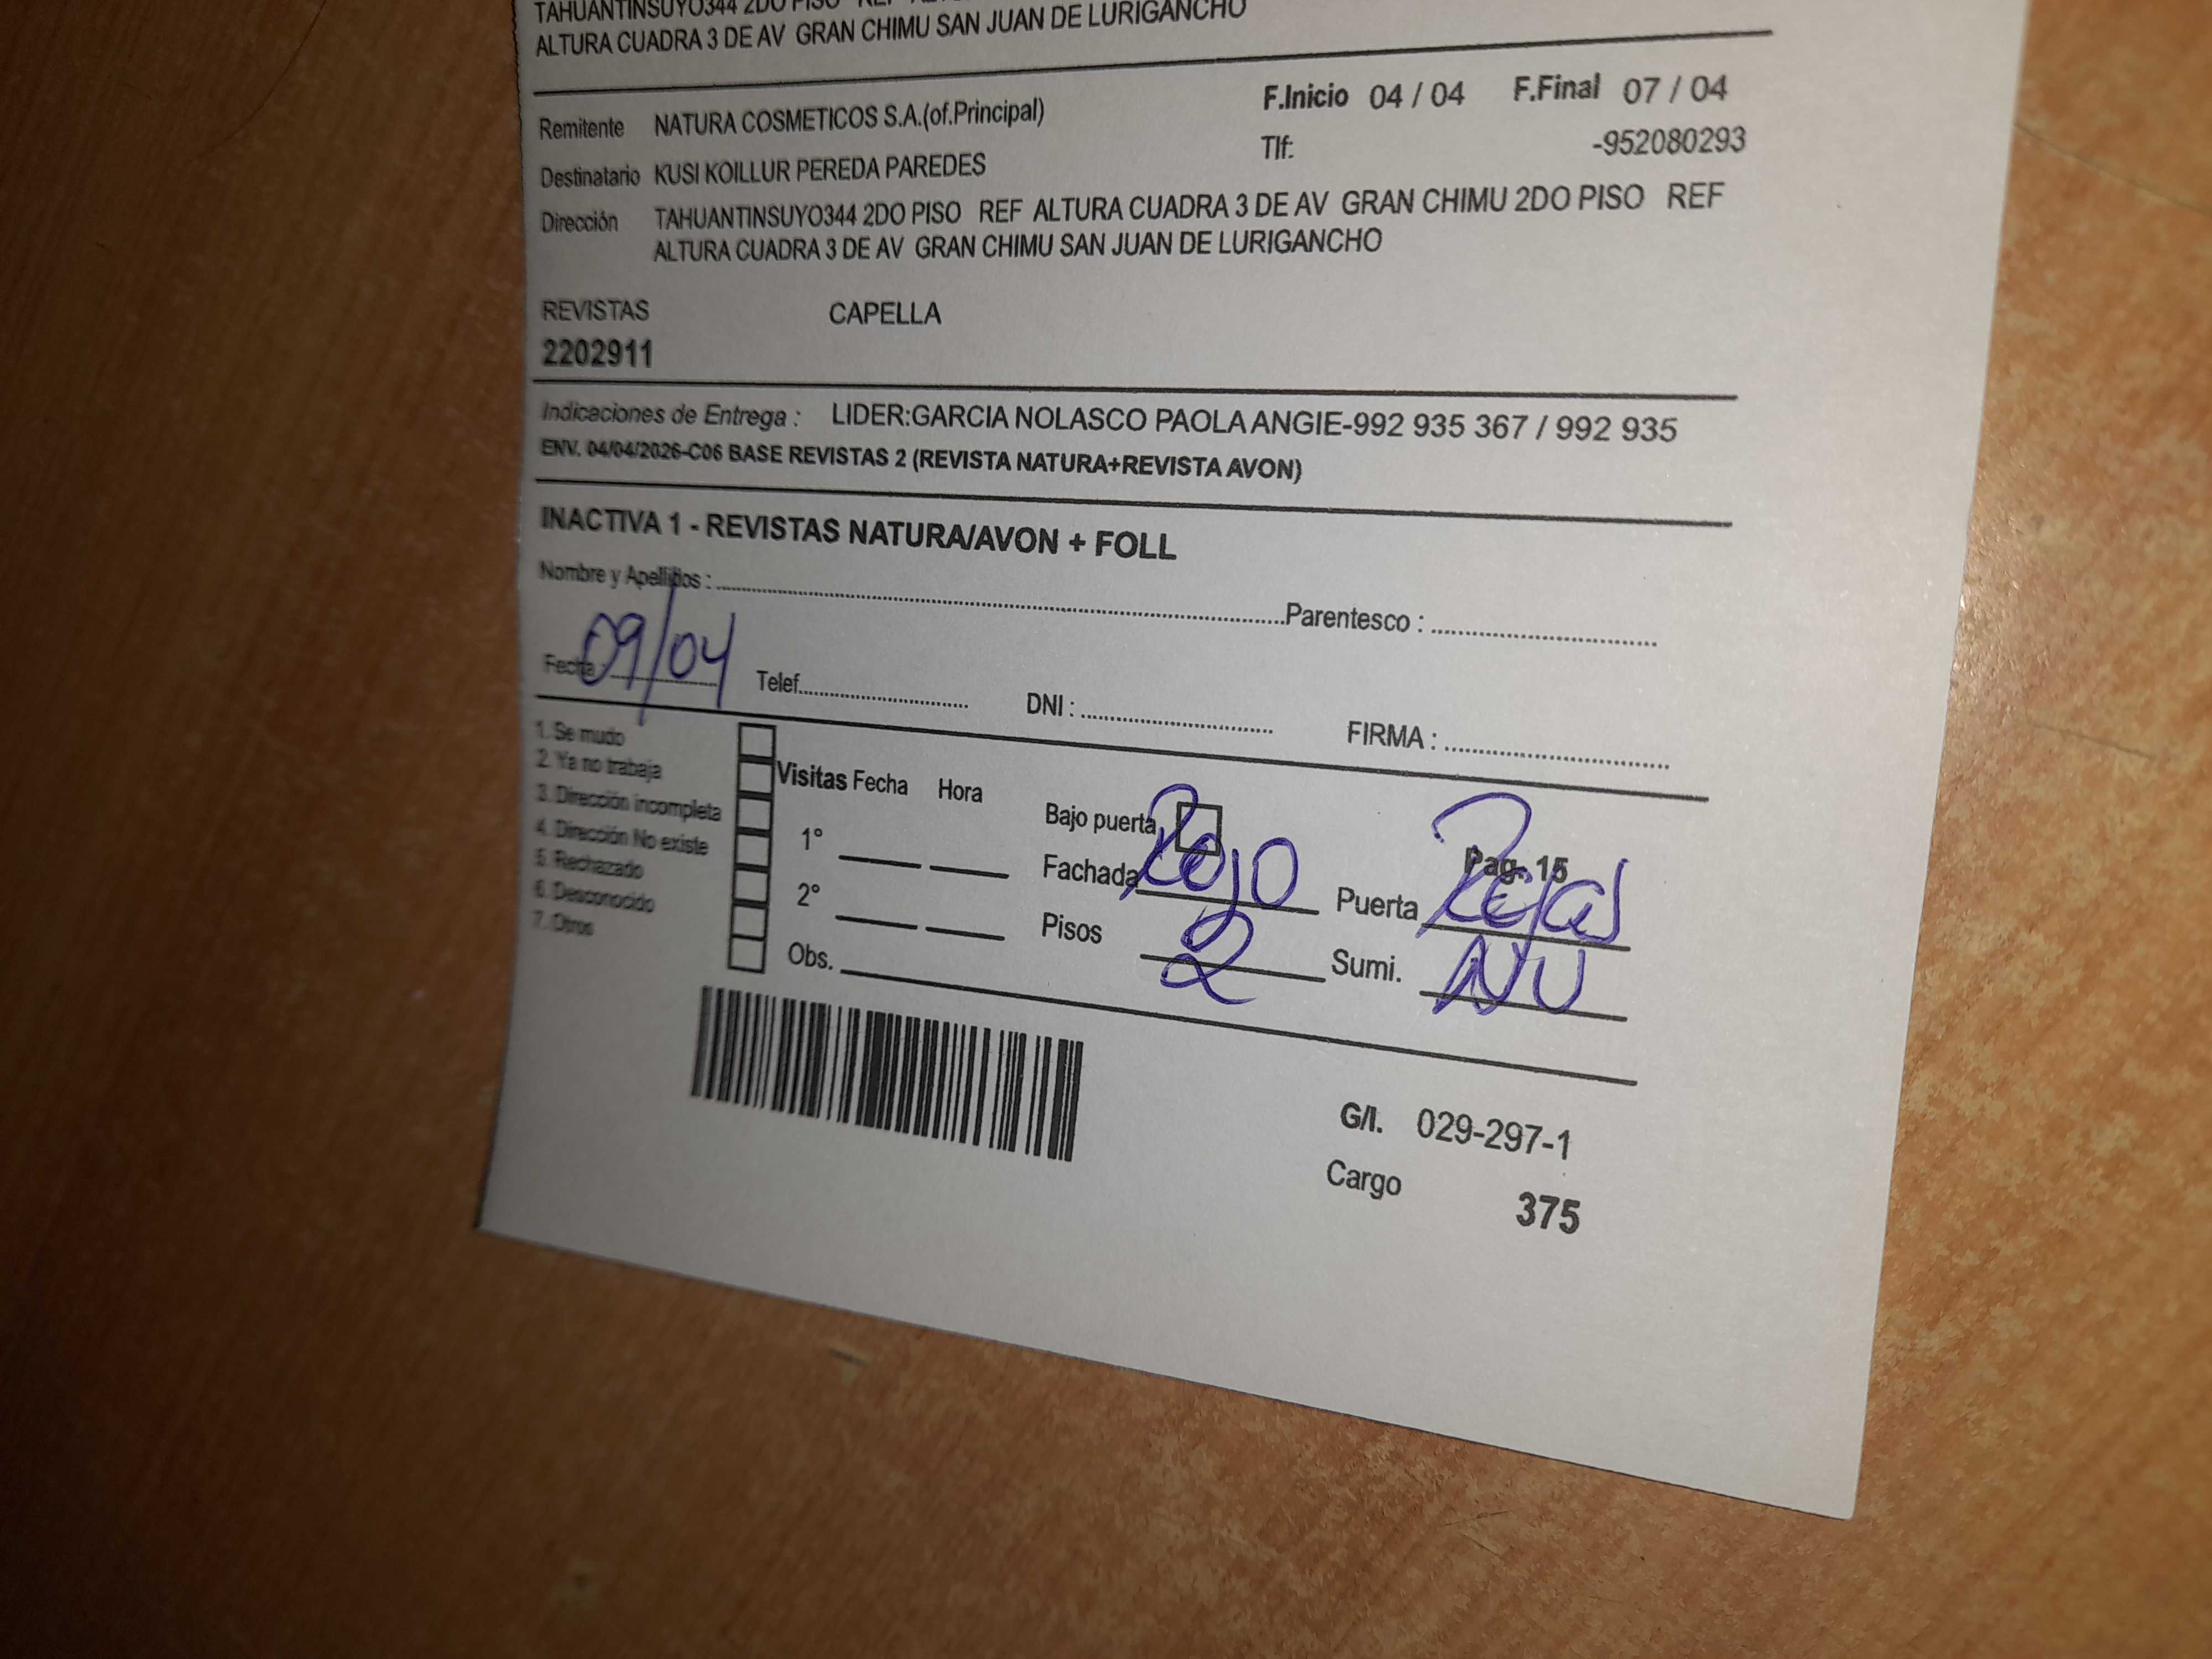 TAHUANTINSUYO344 2DO PISO REF
ALTURA CUADRA 3 DE AV GRAN CHIMU SAN JUAN DE LURIGANCHO
F.Inicio 04 / 04 F.Final 07 / 04
Remitente NATURA COSMETICOS S.A.(of.Principal)
Tlf: -952080293
Destinatario KUSI KOILLUR PEREDA PAREDES
Dirección TAHUANTINSUYO344 2DO PISO REF ALTURA CUADRA 3 DE AV GRAN CHIMU 2DO PISO REF
ALTURA CUADRA 3 DE AV GRAN CHIMU SAN JUAN DE LURIGANCHO
REVISTAS CAPELLA
2202911
Indicaciones de Entrega : LIDER:GARCIA NOLASCO PAOLA ANGIE-992 935 367 / 992 935
ENV. 04/04/2026-C06 BASE REVISTAS 2 (REVISTA NATURA+REVISTA AVON)
INACTIVA 1 - REVISTAS NATURA/AVON + FOLL
Nombre y Apellidos : Parentesco :
Fecha : 09/04 Telef. DNI : FIRMA :
1. Se mudo
2. Ya no trabaja
3. Dirección incompleta
4. Dirección No existe
5. Rechazado
6. Desconocido
7. Otros
Visitas Fecha Hora
1°
2°
Obs.
Bajo puerta
Pag- 15
Fachada Rojo Puerta Rejas
Pisos 2 Sumi. NU
G/I. 029-297-1
Cargo 375